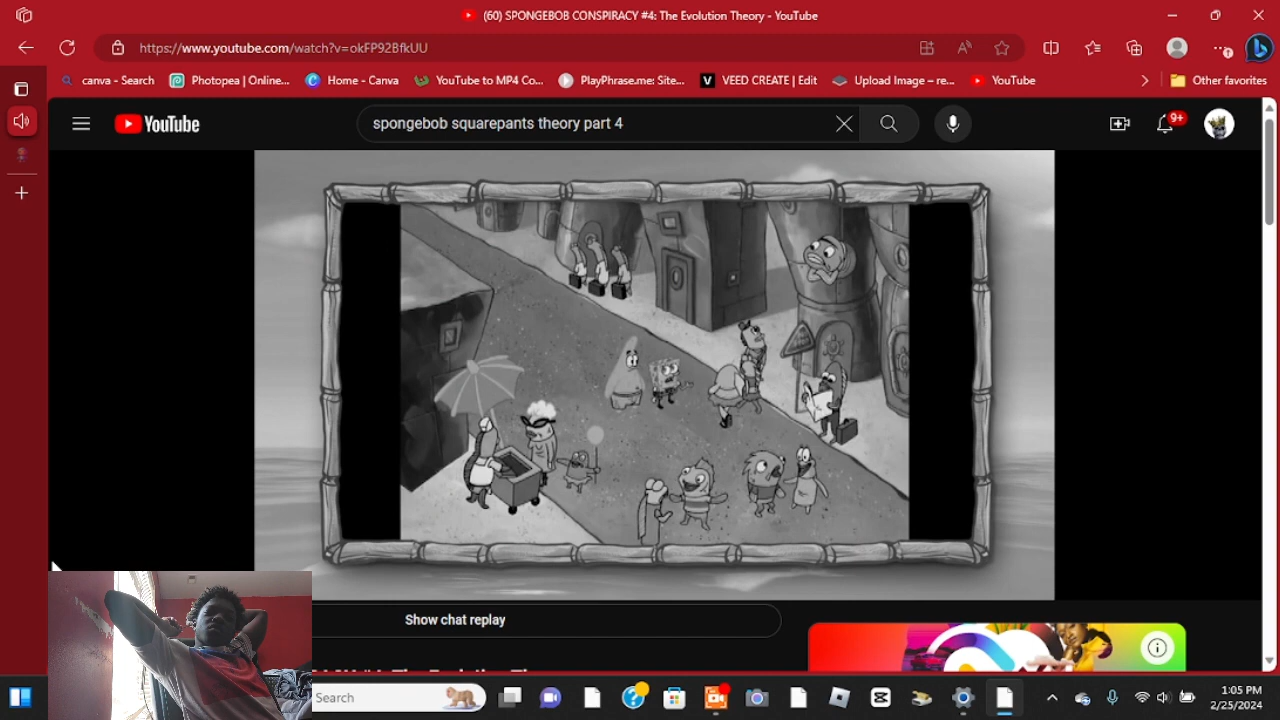 (60) SPONGEBOB CONSPIRACY #4: The Evolution Theory - YouTube
https://www.youtube.com/watch?v=okFP92BfkUU
canva - Search
Photopea | Online...
Home - Canva
YouTube to MP4 Co...
PlayPhrase.me: Site...
VEED CREATE | Edit
Upload Image – re...
YouTube
Other favorites
YouTube
spongebob squarepants theory part 4
9+
Show chat replay
Search
1:05 PM
2/25/2024